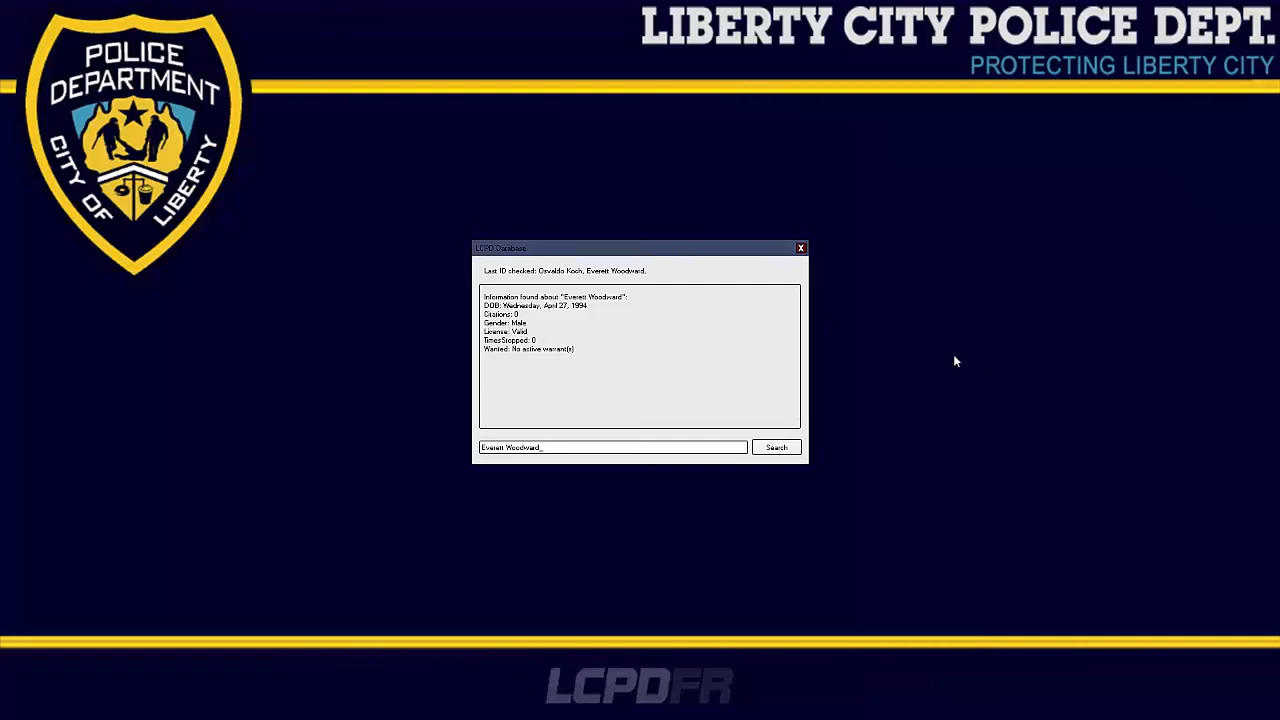 POLICE
DEPARTMENT
CITY OF LIBERTY
LIBERTY CITY POLICE DEPT.
PROTECTING LIBERTY CITY
LCPD Database
X
Last ID checked: Osvaldo Koch, Everett Woodward,
Information found about "Everett Woodward":
DOB: Wednesday, April 27, 1994
Citations: 0
Gender: Male
License: Valid
TimesStopped: 0
Wanted: No active warrant(s)
Everett Woodward_
Search
LCPDFR